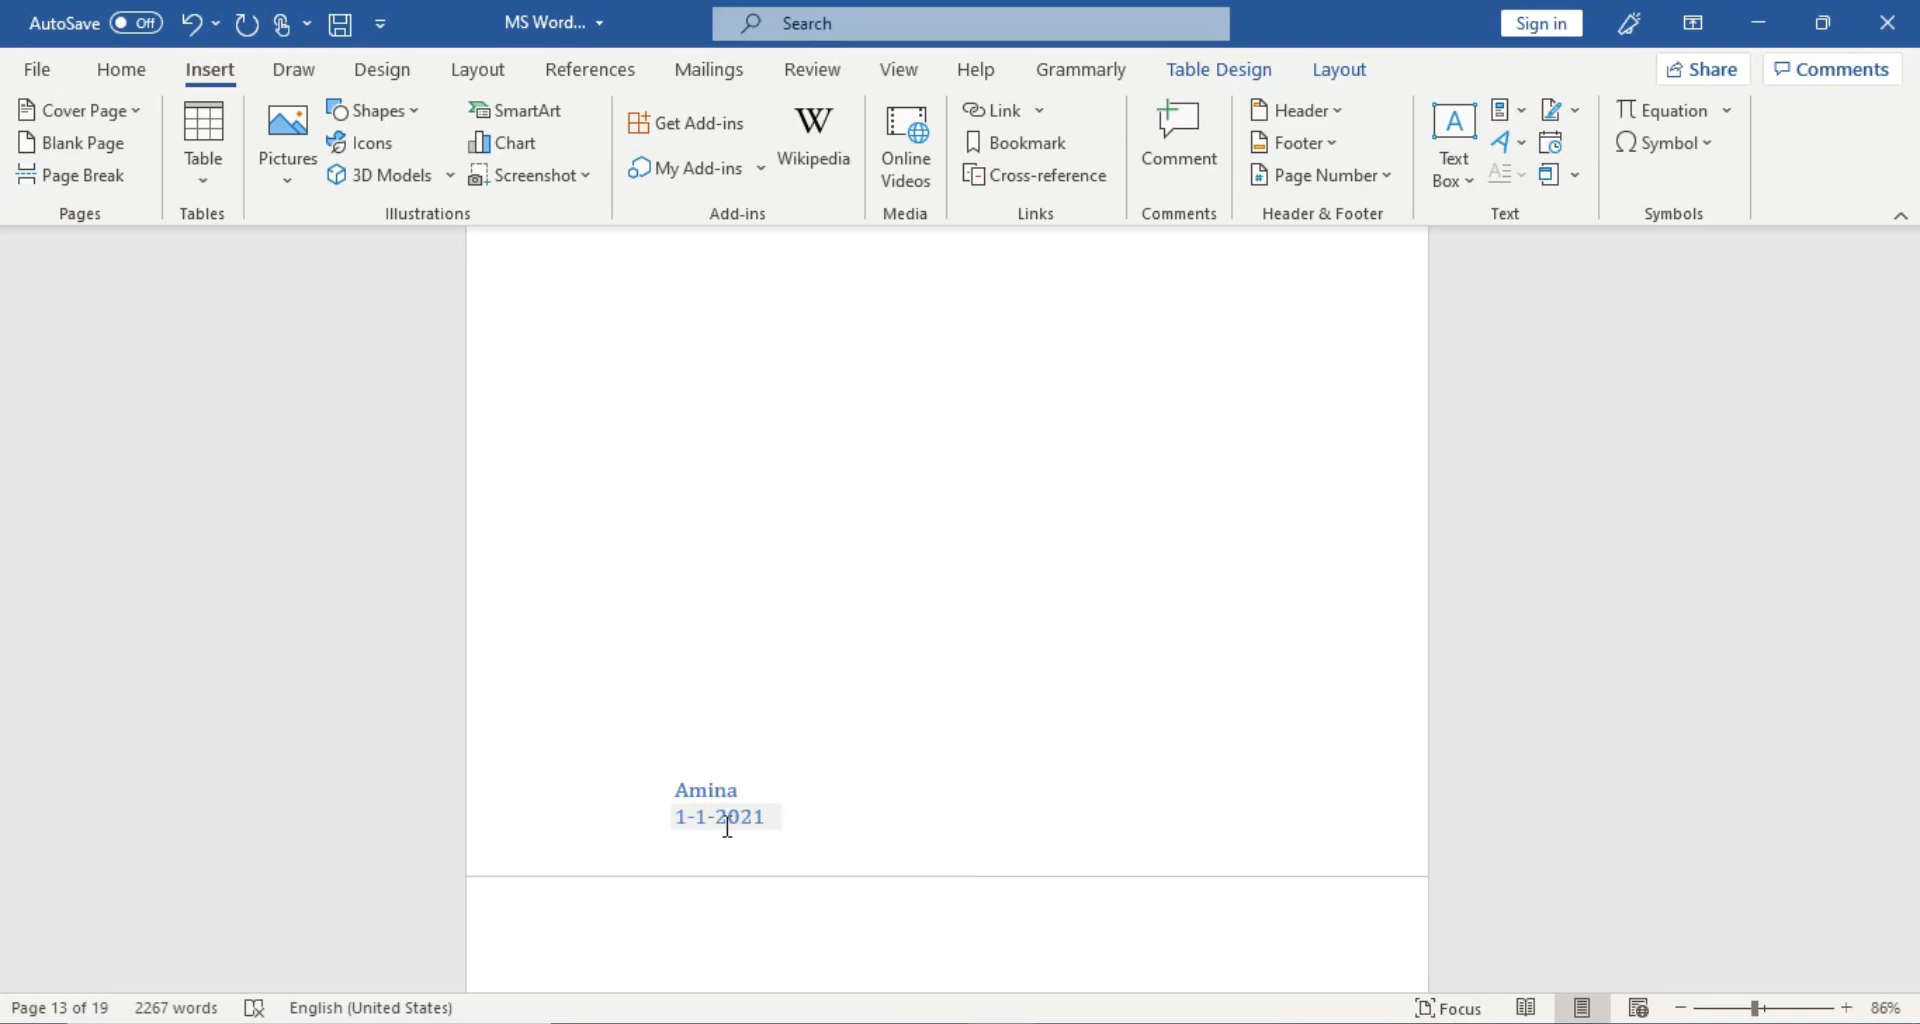 AutoSave Off MS Word... Search Sign in
File Home Insert Draw Design Layout References Mailings Review View Help Grammarly Table Design Layout Share Comments
Cover Page
Blank Page
Page Break
Pages
Table
Tables
Pictures
Shapes
Icons
3D Models
SmartArt
Chart
Screenshot
Illustrations
Get Add-ins
My Add-ins
W
Wikipedia
Add-ins
Online
Videos
Media
Link
Bookmark
Cross-reference
Links
Comment
Comments
Header
Footer
Page Number
Header & Footer
A
Text
Box
Text
π Equation
Ω Symbol
Symbols
Amina
1-1-2021
Page 13 of 19 2267 words English (United States) Focus 86%